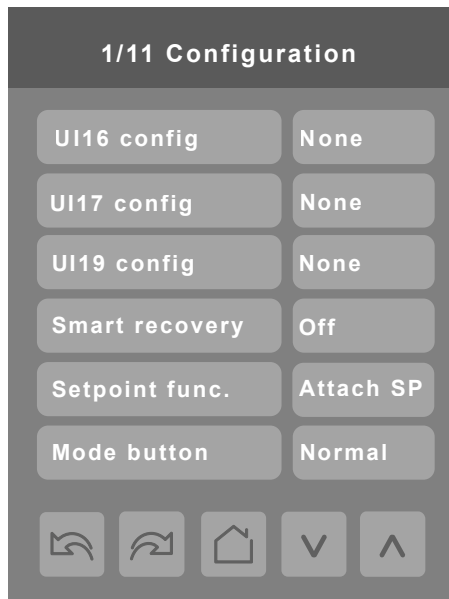 1/11 Configuration
UI16 config None
UI17 config None
UI19 config None
Smart recovery Off
Setpoint func. Attach SP
Mode button Normal